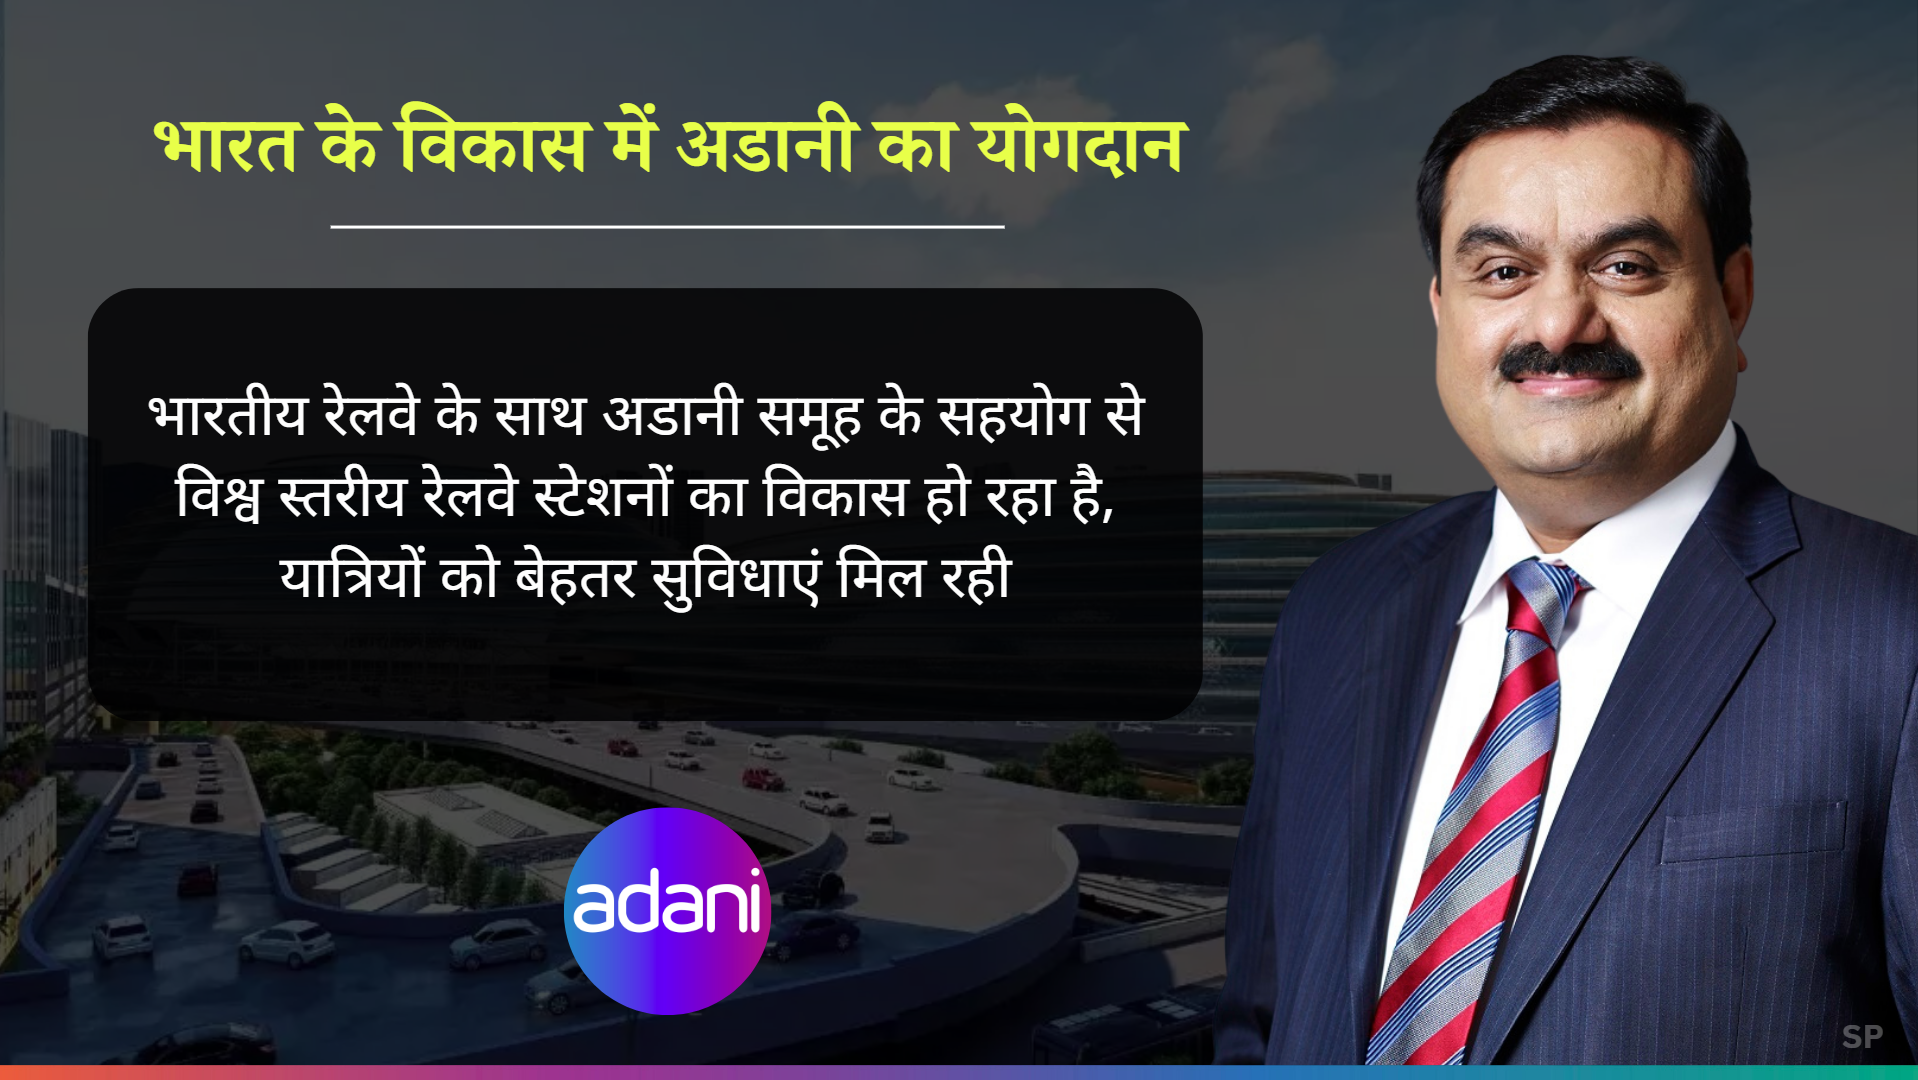 भारत के विकास में अडानी का योगदान
भारतीय रेलवे के साथ अडानी समूह के सहयोग से
विश्व स्तरीय रेलवे स्टेशनों का विकास हो रहा है,
यात्रियों को बेहतर सुविधाएं मिल रही
adani
SP